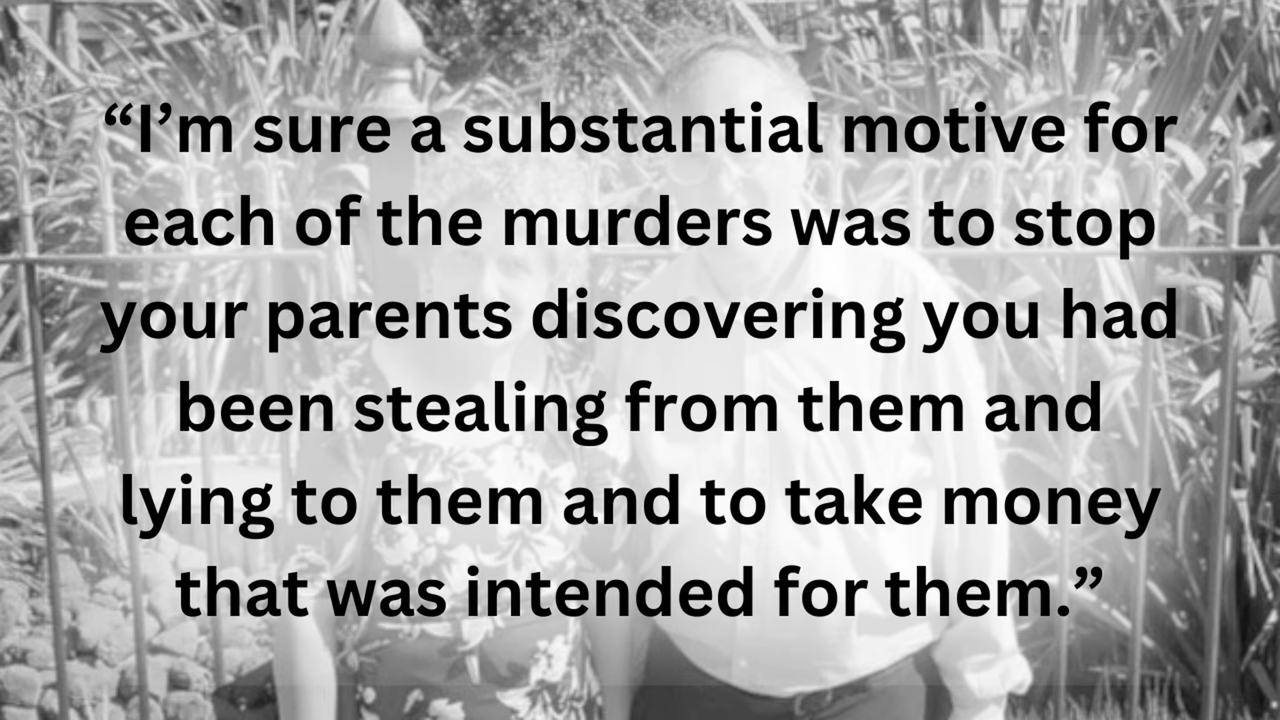 “I’m sure a substantial motive for
each of the murders was to stop
your parents discovering you had
been stealing from them and
lying to them and to take money
that was intended for them.”